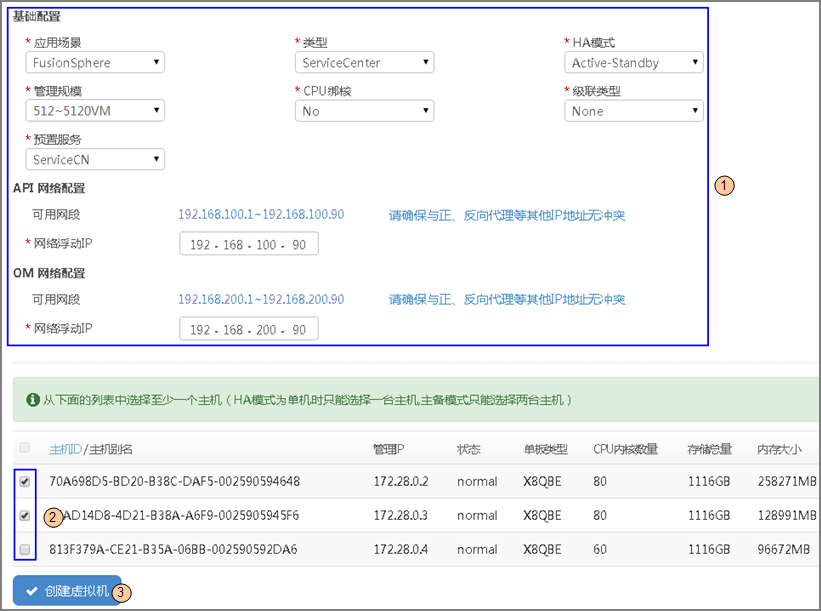 基础配置
* 应用场景 * 类型 * HA模式
FusionSphere ServiceCenter Active-Standby
* 管理规模 * CPU绑核 * 级联类型
512~5120VM No None
* 预置服务
ServiceCN
API 网络配置
可用网段 192.168.100.1~192.168.100.90 请确保与正、反向代理等其他IP地址无冲突
1
* 网络浮动IP 192 - 168 - 100 - 90
OM 网络配置
可用网段 192.168.200.1~192.168.200.90 请确保与正、反向代理等其他IP地址无冲突
* 网络浮动IP 192 - 168 - 200 - 90
从下面的列表中选择至少一个主机（HA模式为单机时只能选择一台主机,主备模式只能选择两台主机）
主机ID/主机别名 管理IP 状态 单板类型 CPU内核数量 存储总量 内存大小
70A698D5-BD20-B38C-DAF5-002590594648 172.28.0.2 normal X8QBE 80 1116GB 258271MB
2 AD14D8-4D21-B38A-A6F9-0025905945F6 172.28.0.3 normal X8QBE 80 1116GB 128991MB
813F379A-CE21-B35A-06BB-002590592DA6 172.28.0.4 normal X8QBE 60 1116GB 96672MB
创建虚拟机 3